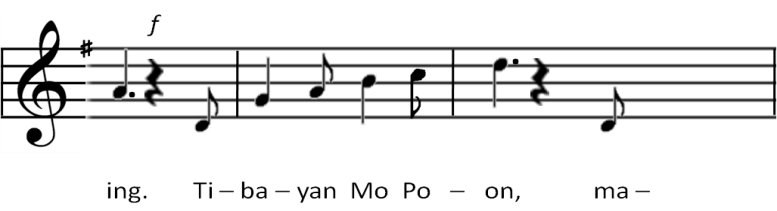 f
ing. Ti – ba – yan Mo Po – on, ma –